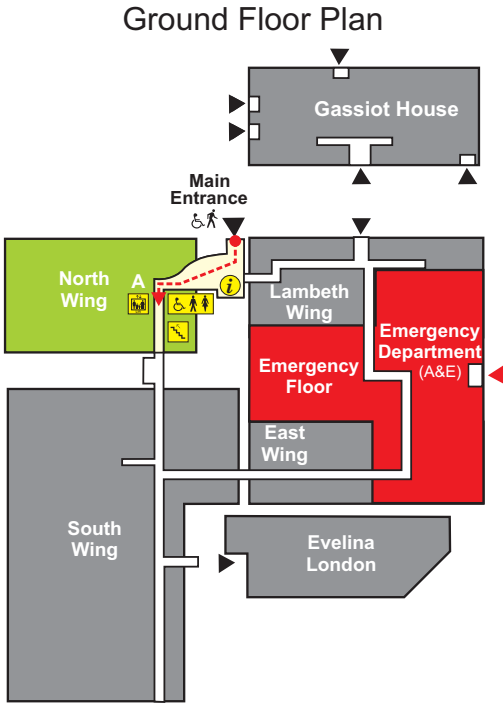 Ground Floor Plan
Gassiot House
Main
Entrance
North
Wing
A
i
Lambeth
Wing
Emergency
Department
(A&E)
Emergency
Floor
East
Wing
South
Wing
Evelina
London